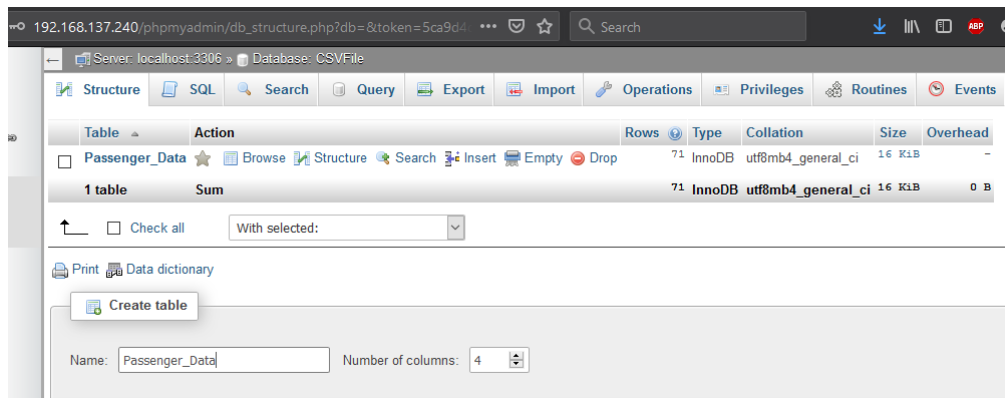 192.168.137.240/phpmyadmin/db_structure.php?db=&token=5ca9d4 ••• Search ABP
← Server: localhost:3306 » Database: CSVFile
Structure SQL Search Query Export Import Operations Privileges Routines Events
Table Action Rows Type Collation Size Overhead
Passenger_Data Browse Structure Search Insert Empty Drop 71 InnoDB utf8mb4_general_ci 16 KiB -
1 table Sum 71 InnoDB utf8mb4_general_ci 16 KiB 0 B
Check all With selected:
Print Data dictionary
Create table
Name: Passenger_Data Number of columns: 4